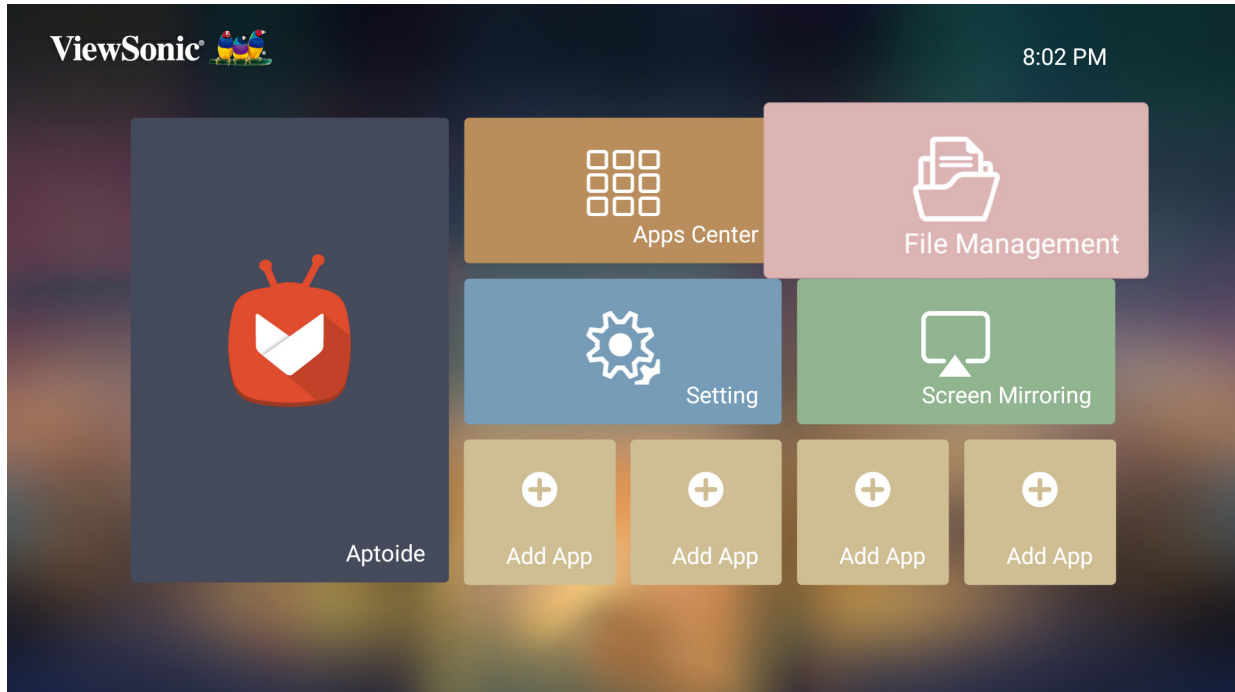 ViewSonic®
8:02 PM
Apps Center
File Management
Setting
Screen Mirroring
Aptoide
Add App
Add App
Add App
Add App